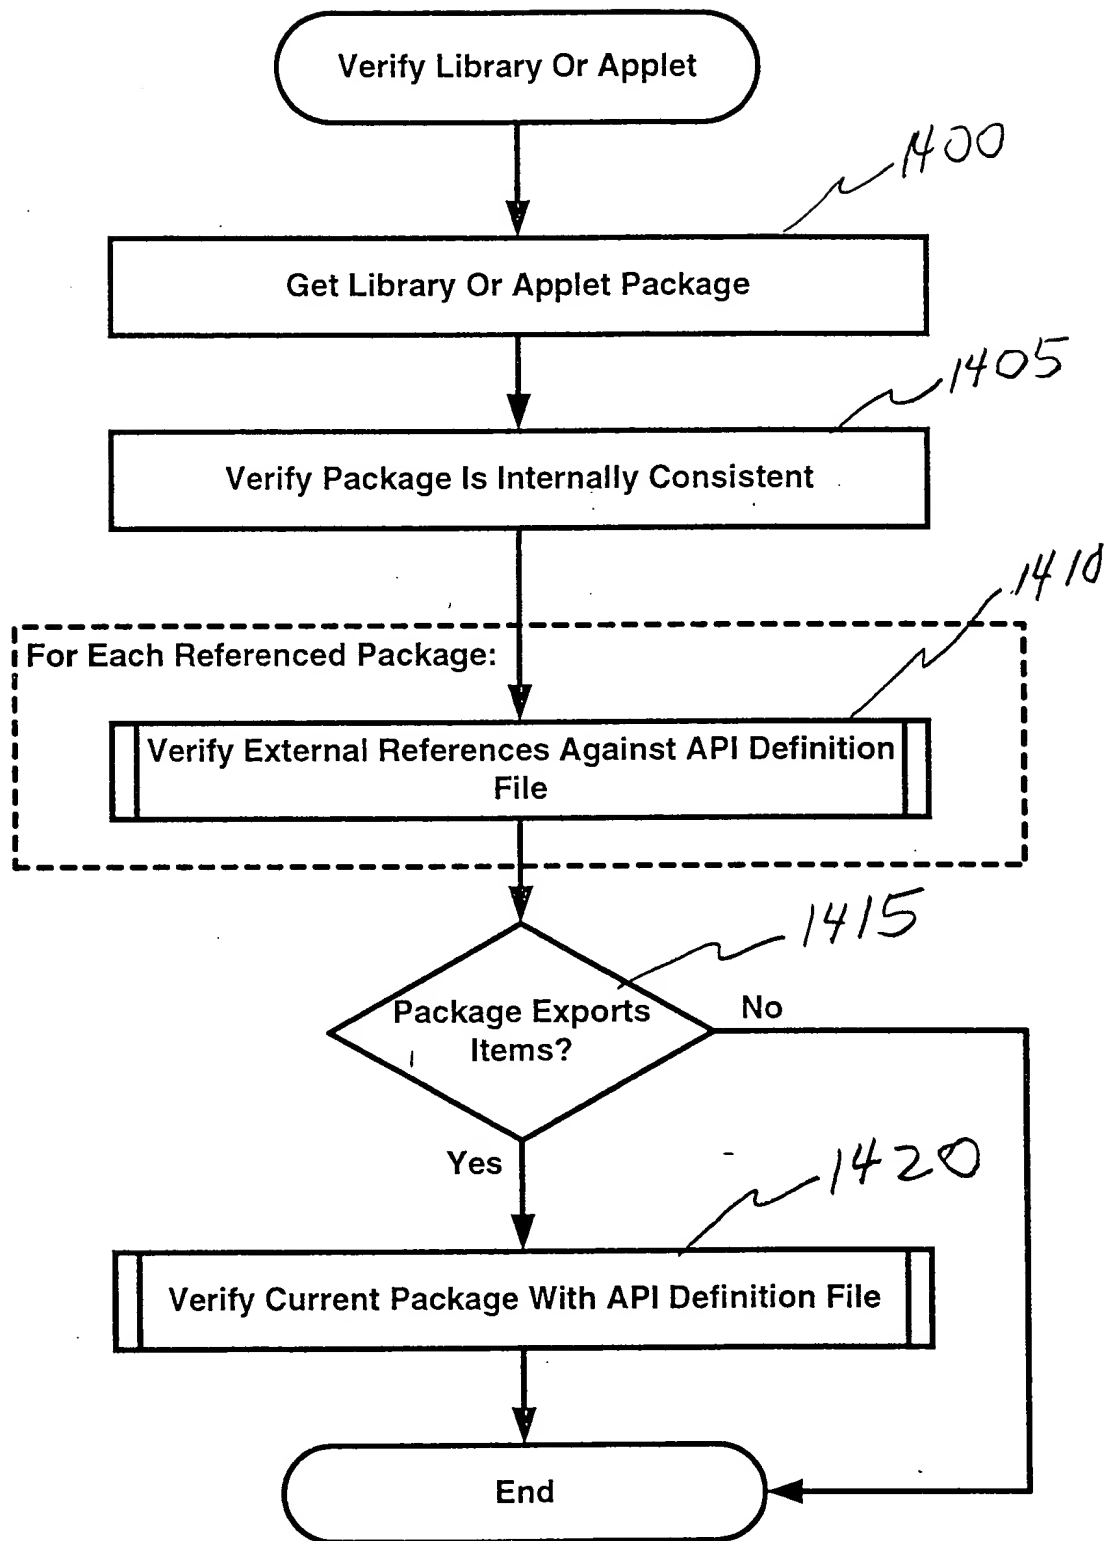 Verify Library Or Applet
1400
Get Library Or Applet Package
1405
Verify Package Is Internally Consistent
1410
For Each Referenced Package:
Verify External References Against API Definition
File
1415
Package Exports
Items?
No
Yes
1420
Verify Current Package With API Definition File
End